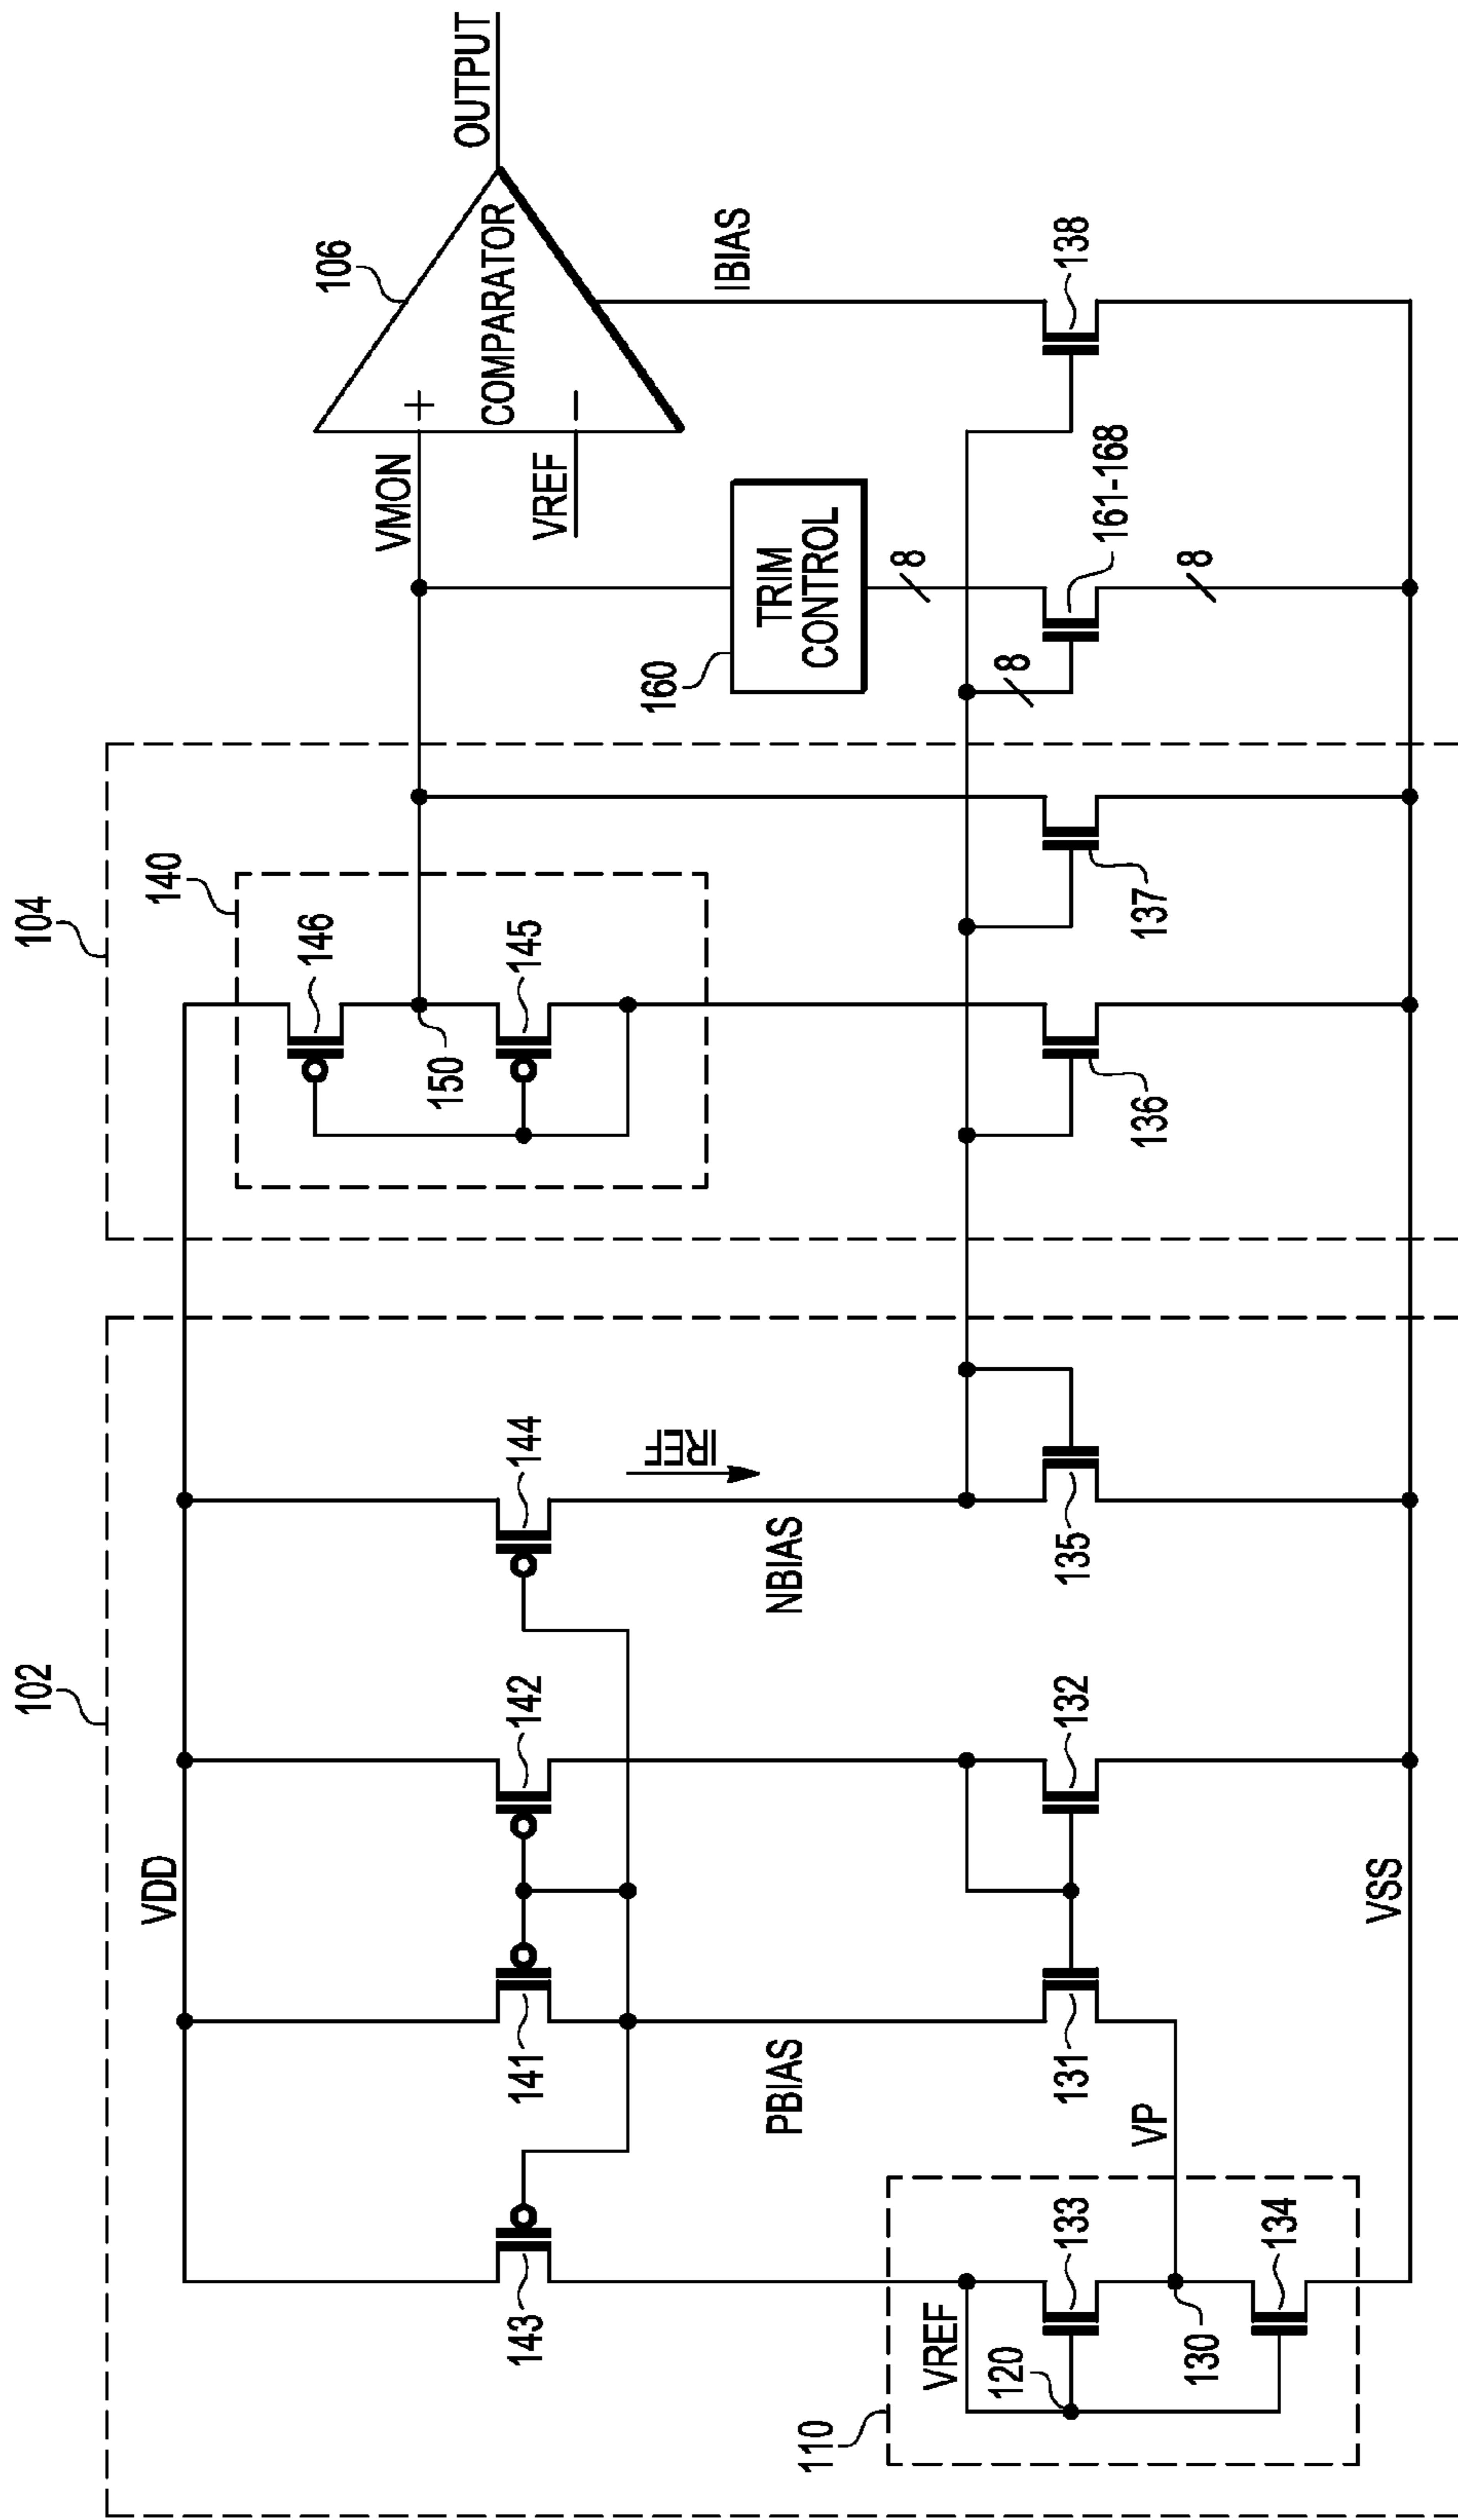 102
104
VDD
106
OUTPUT
COMPARATOR
+
−
VMON
VREF
IBIAS
140
146
145
150
143
141
142
144
IREF
PBIAS
NBIAS
160
TRIM
CONTROL
8
8
8
161-168
110
VREF
120
133
130
134
VP
131
132
135
136
137
138
VSS